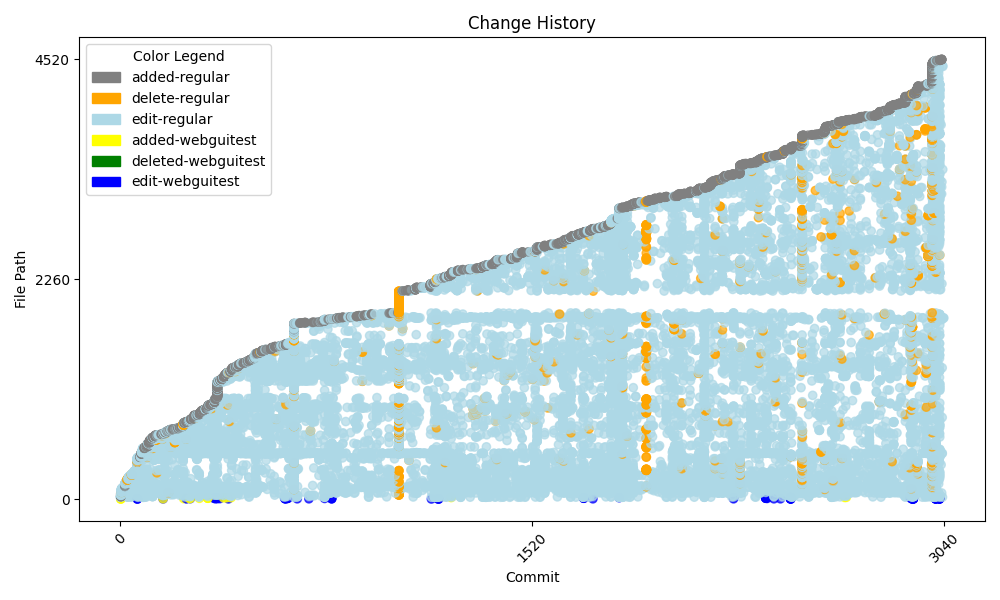 Change History
Color Legend
added-regular
delete-regular
edit-regular
added-webguitest
deleted-webguitest
edit-webguitest
File Path
4520
2260
0
0
1520
3040
Commit